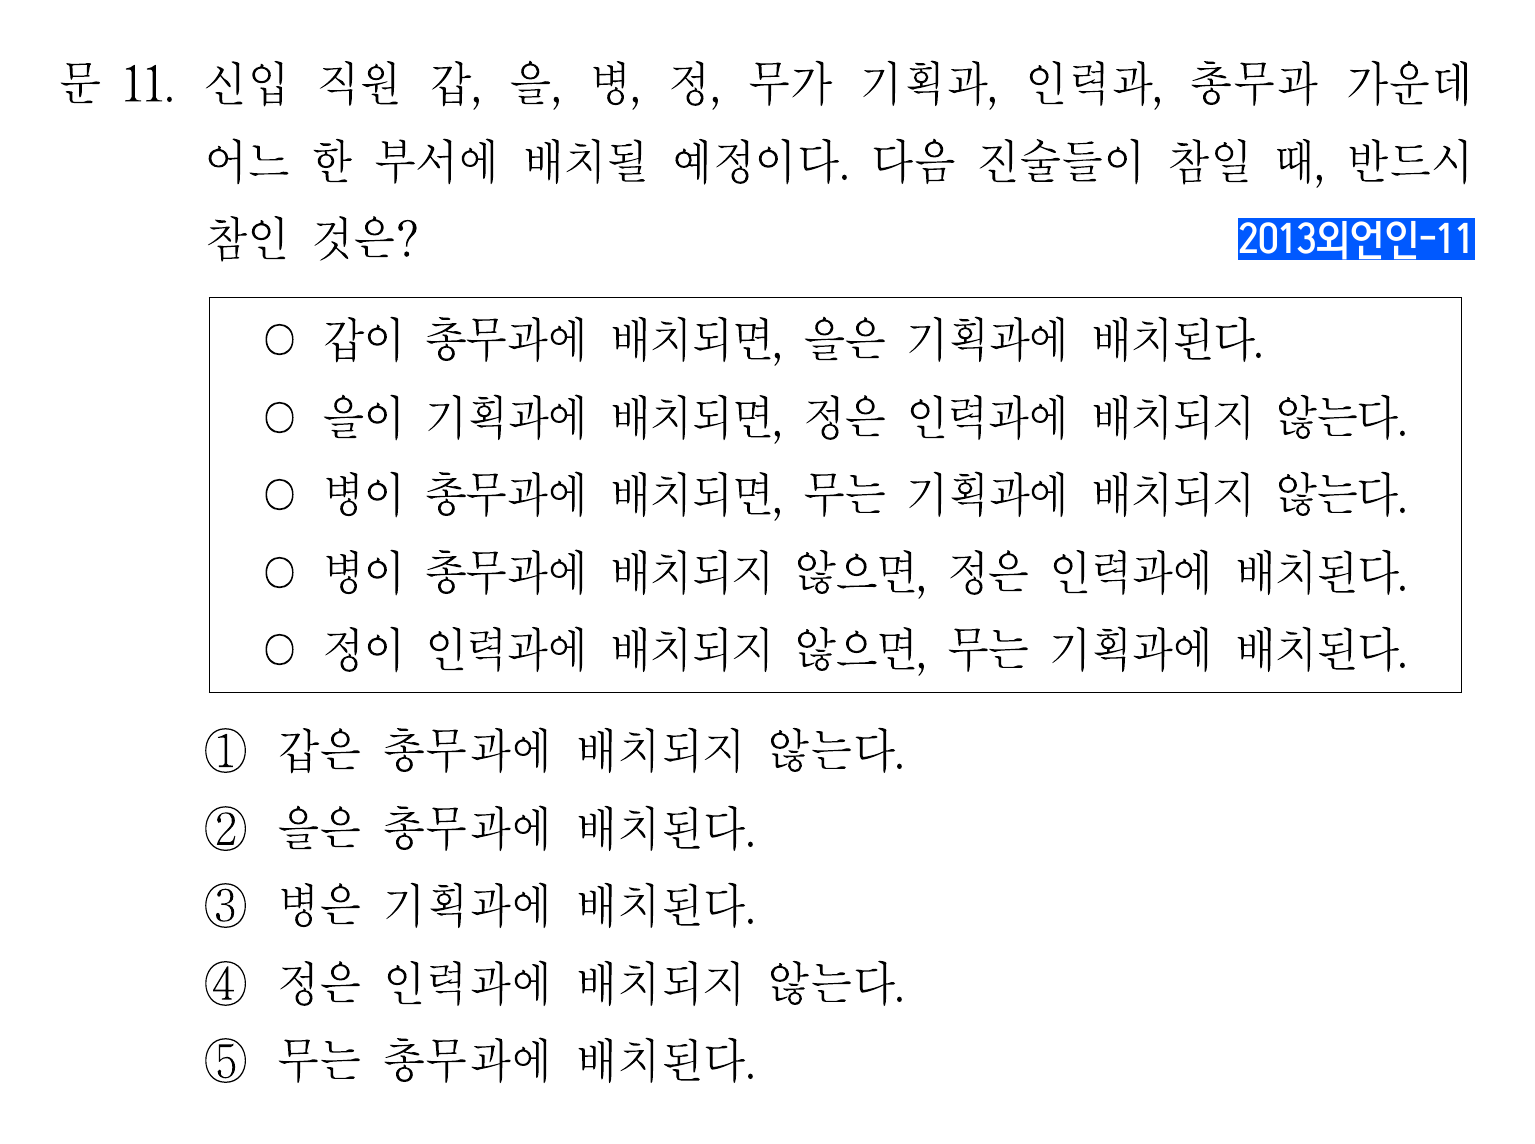 문 11. 신입 직원 갑, 을, 병, 정, 무가 기획과, 인력과, 총무과 가운데
어느 한 부서에 배치될 예정이다. 다음 진술들이 참일 때, 반드시
참인 것은?
2013외언인-11
○ 갑이 총무과에 배치되면, 을은 기획과에 배치된다.
○ 을이 기획과에 배치되면, 정은 인력과에 배치되지 않는다.
○ 병이 총무과에 배치되면, 무는 기획과에 배치되지 않는다.
○ 병이 총무과에 배치되지 않으면, 정은 인력과에 배치된다.
○ 정이 인력과에 배치되지 않으면, 무는 기획과에 배치된다.
① 갑은 총무과에 배치되지 않는다.
② 을은 총무과에 배치된다.
③ 병은 기획과에 배치된다.
④ 정은 인력과에 배치되지 않는다.
⑤ 무는 총무과에 배치된다.